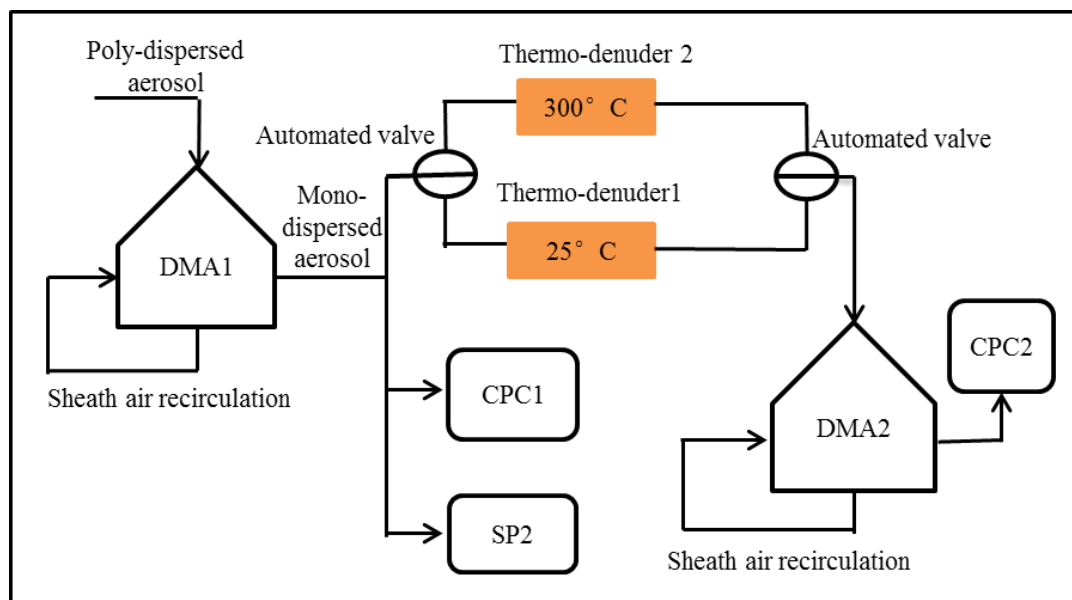 Poly-dispersed
aerosol
Thermo-denuder 2
300° C
Automated valve
Automated valve
Mono-
dispersed
aerosol
Thermo-denuder1
25° C
DMA1
Sheath air recirculation
CPC1
CPC2
DMA2
SP2
Sheath air recirculation